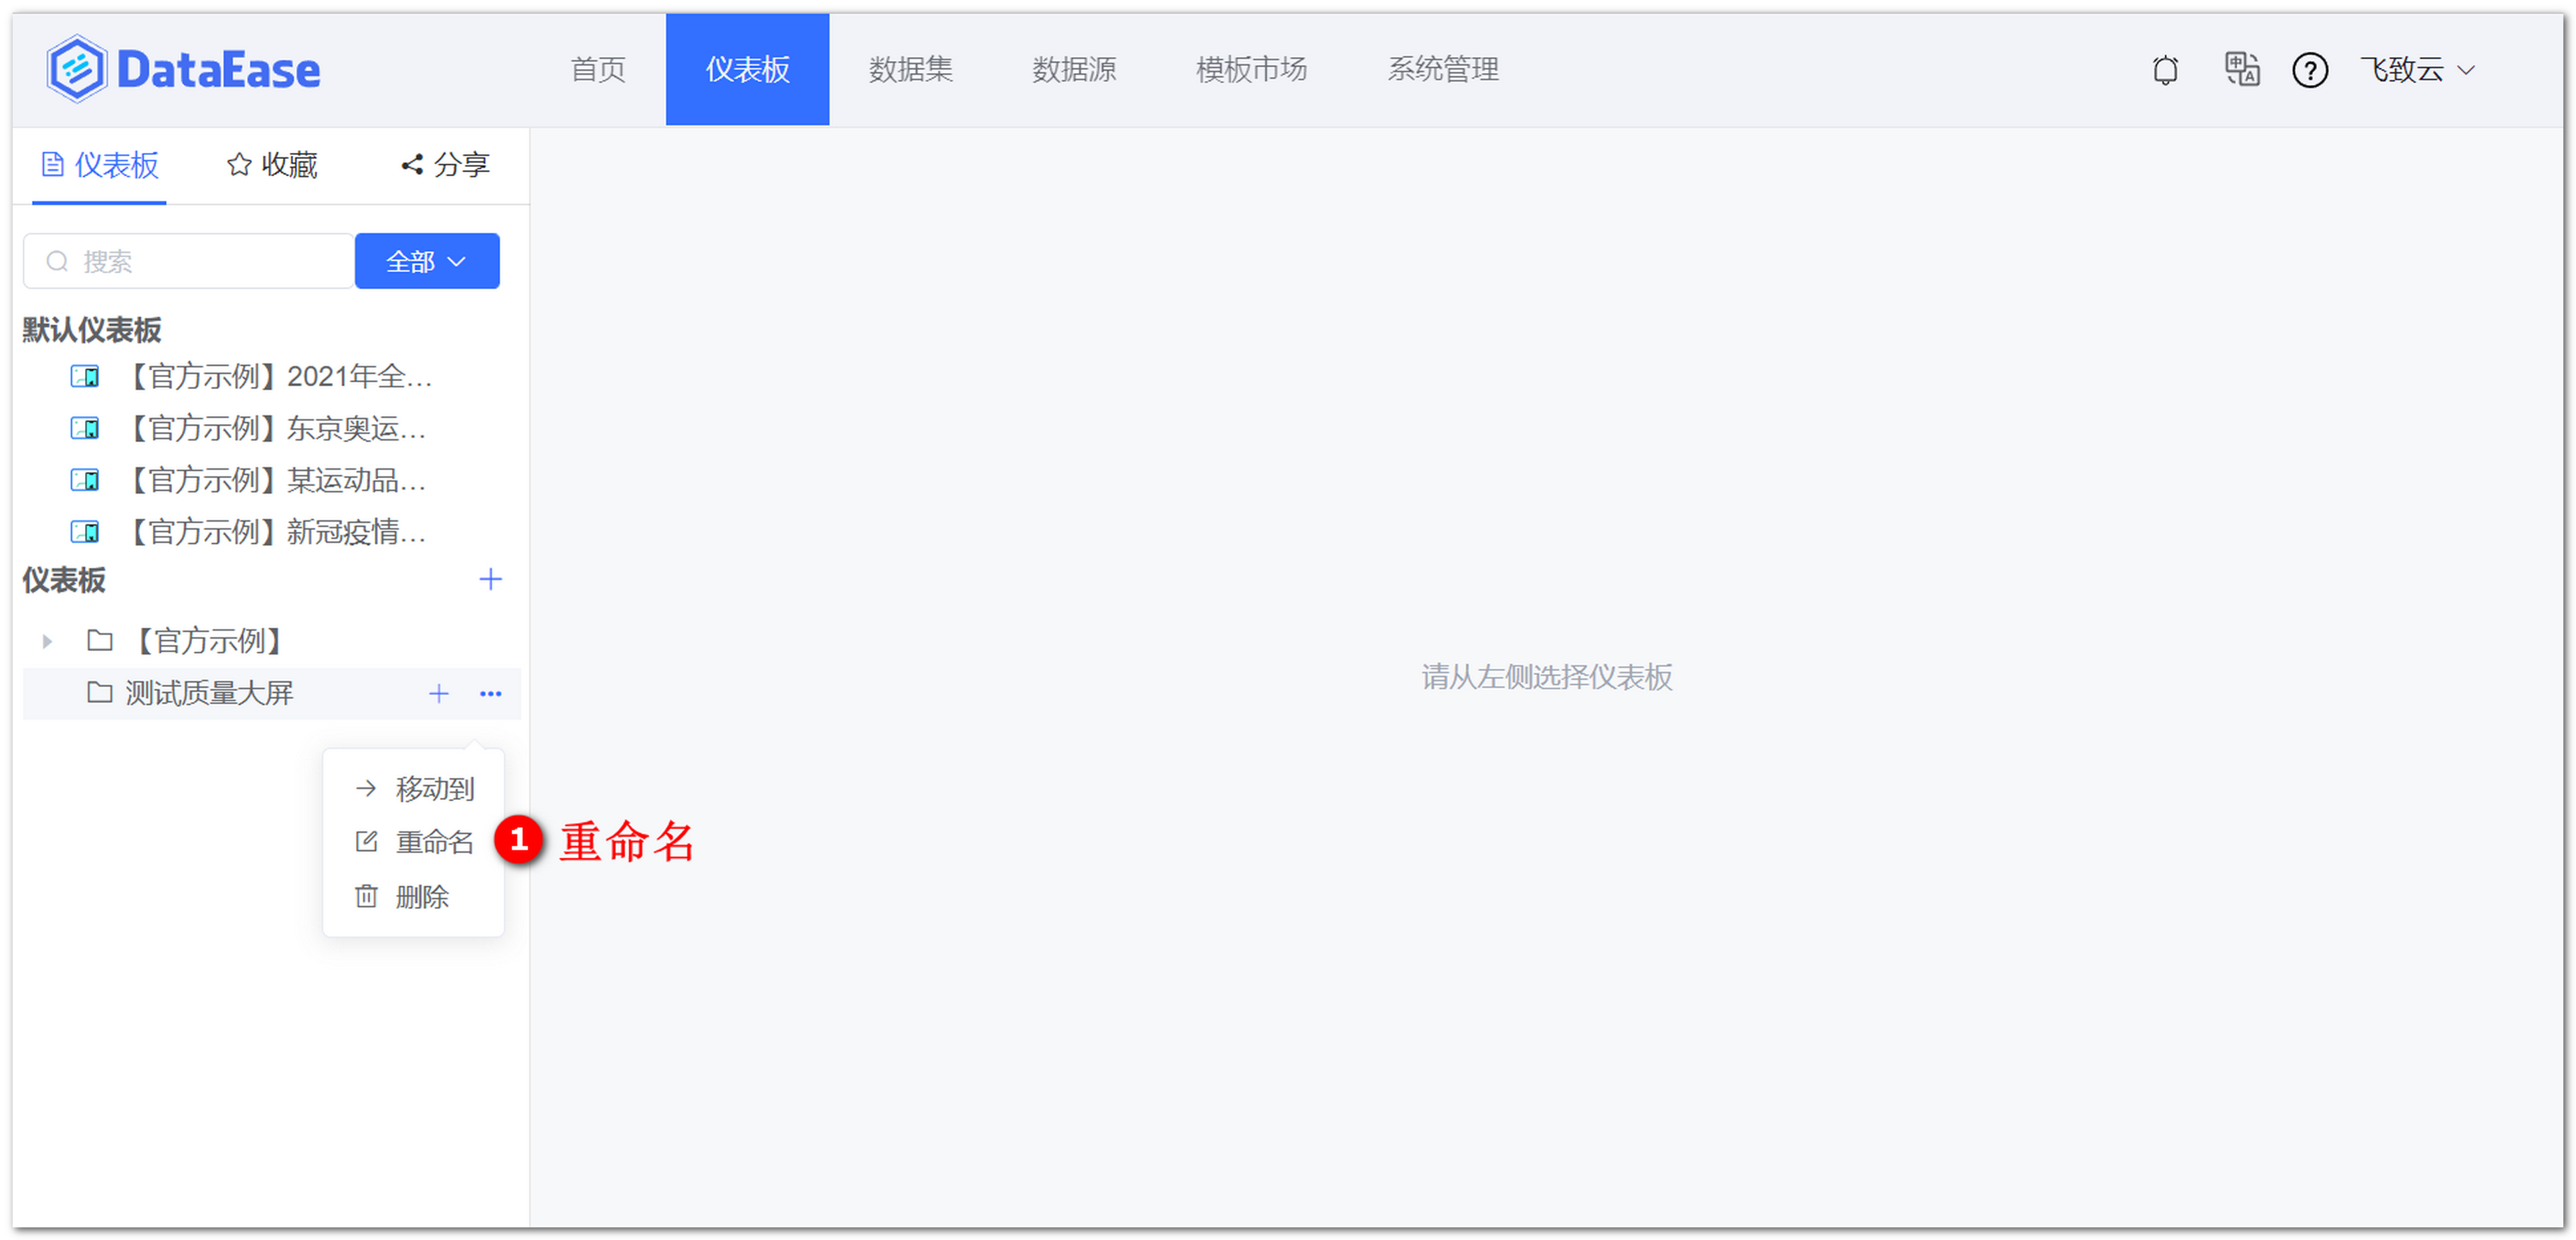 DataEase 首页 仪表板 数据集 数据源 模板市场 系统管理 飞致云
仪表板 收藏 分享
搜索 全部
默认仪表板
【官方示例】2021年全...
【官方示例】东京奥运...
【官方示例】某运动品...
【官方示例】新冠疫情...
仪表板
【官方示例】
测试质量大屏
请从左侧选择仪表板
移动到
重命名 1 重命名
删除